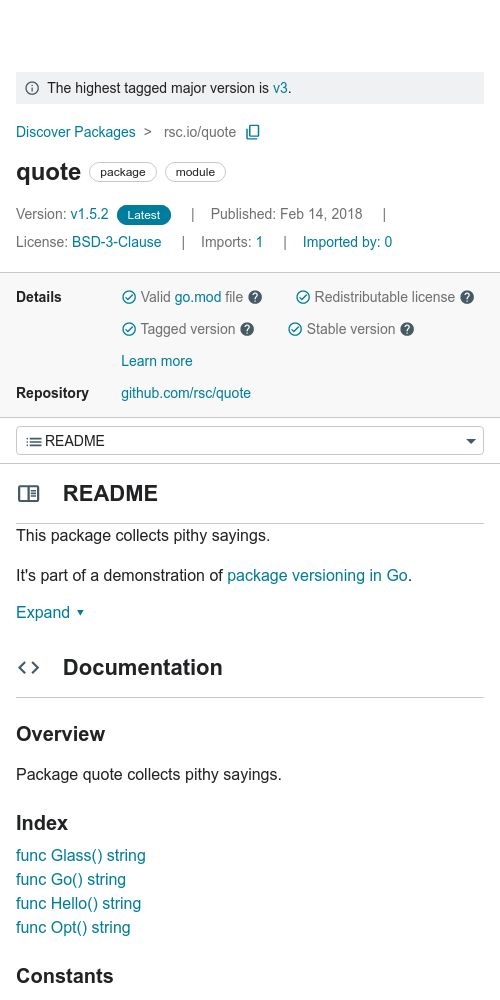 The highest tagged major version is v3.
Discover Packages > rsc.io/quote
quote package module
Version: v1.5.2 Latest | Published: Feb 14, 2018 |
License: BSD-3-Clause | Imports: 1 | Imported by: 0
Details Valid go.mod file Redistributable license
Tagged version Stable version
Learn more
Repository github.com/rsc/quote
README
README
This package collects pithy sayings.
It's part of a demonstration of package versioning in Go.
Expand
Documentation
Overview
Package quote collects pithy sayings.
Index
func Glass() string
func Go() string
func Hello() string
func Opt() string
Constants